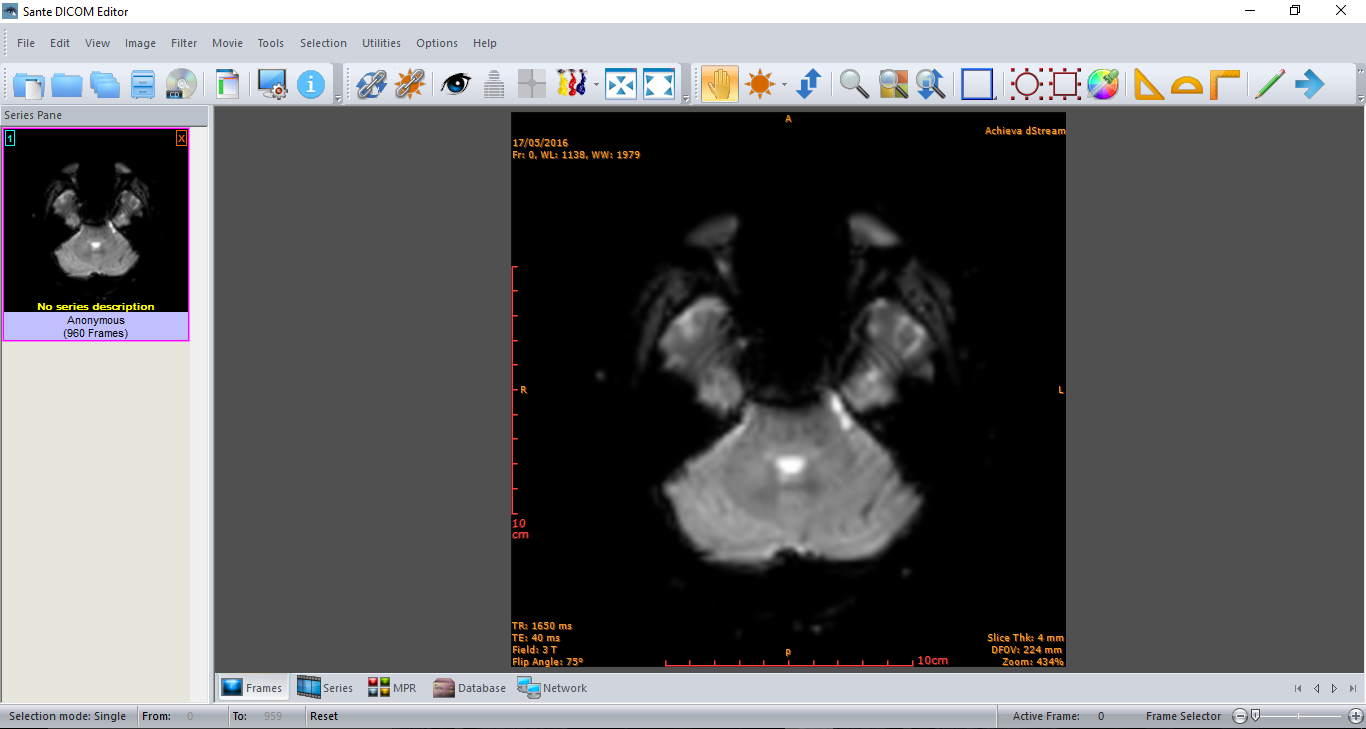 Sante DICOM Editor
File Edit View Image Filter Movie Tools Selection Utilities Options Help
CD
Series Pane
1 X
No series description
Anonymous
(960 Frames)
A
Achieva dStream
17/05/2016
Fr: 0, WL: 1138, WW: 1979
R
L
10
cm
TR: 1650 ms
TE: 40 ms
Field: 3 T
Flip Angle: 75°
P
10cm
Slice Thk: 4 mm
DFOV: 224 mm
Zoom: 434%
Frames Series MPR Database Network
Selection mode: Single From: 0 To: 959 Reset Active Frame: 0 Frame Selector